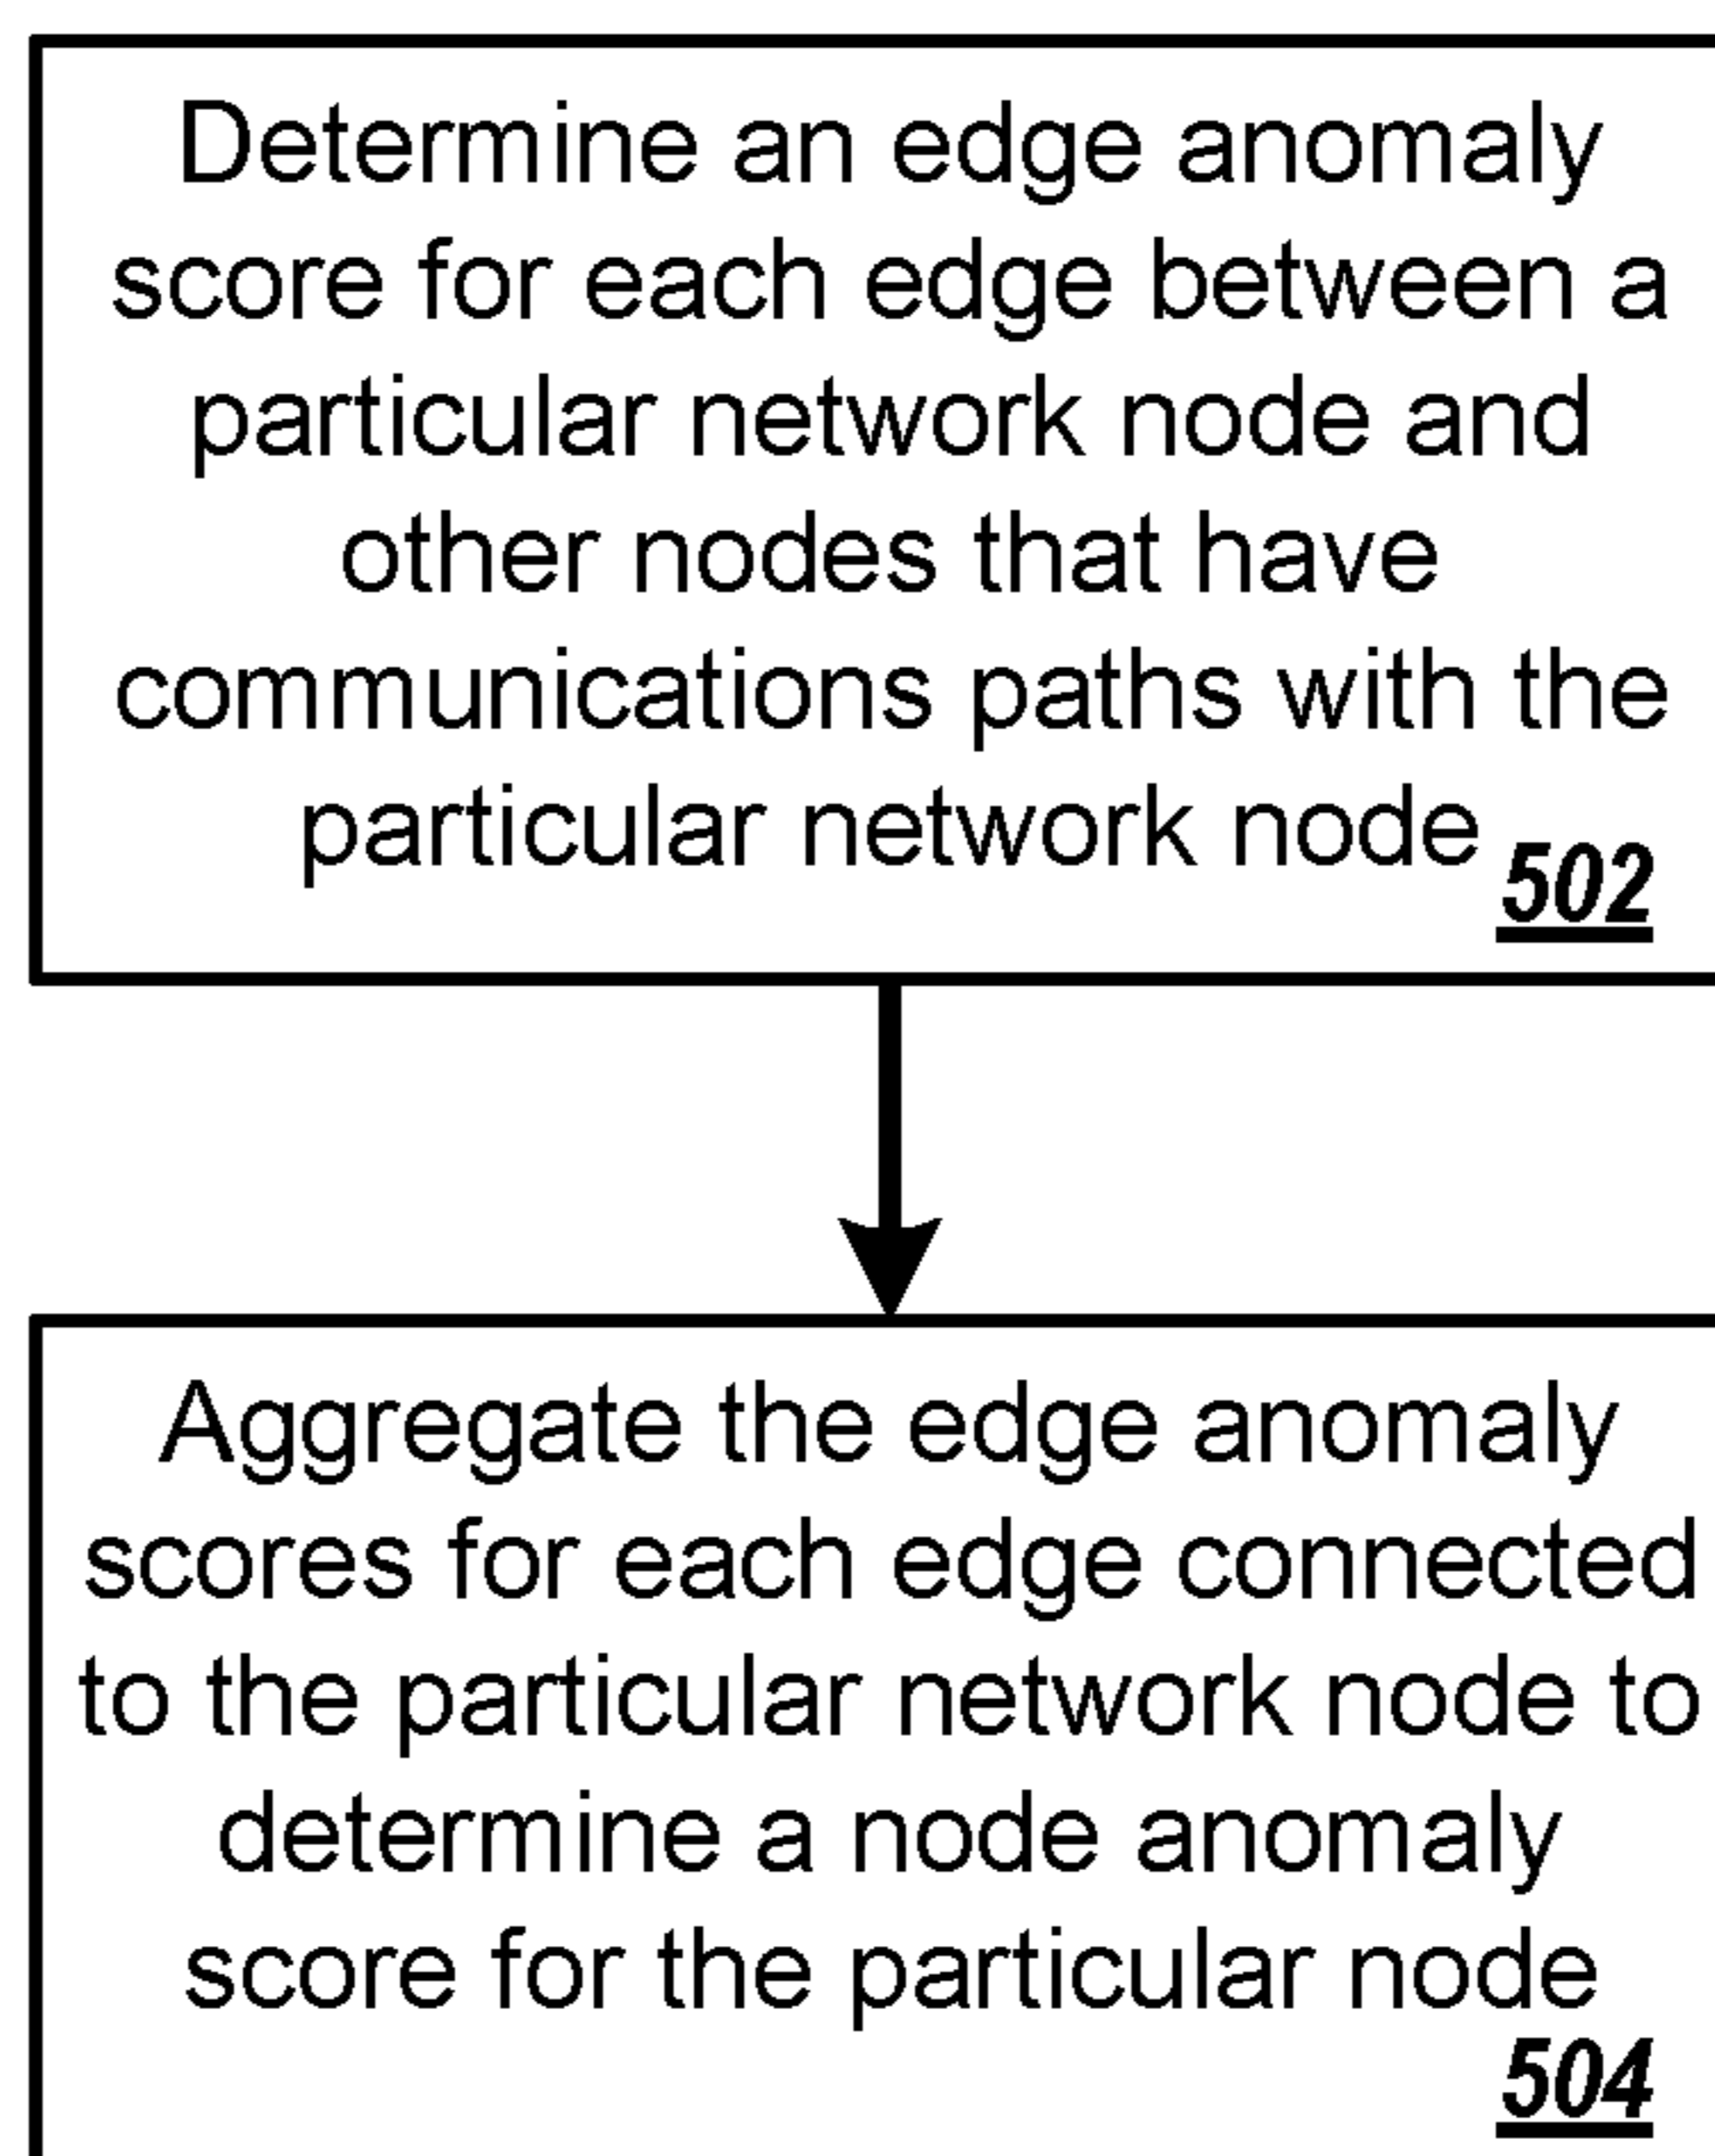 Determine an edge anomaly
score for each edge between a
particular network node and
other nodes that have
communications paths with the
particular network node
502
Aggregate the edge anomaly
scores for each edge connected
to the particular network node to
determine a node anomaly
score for the particular node
504